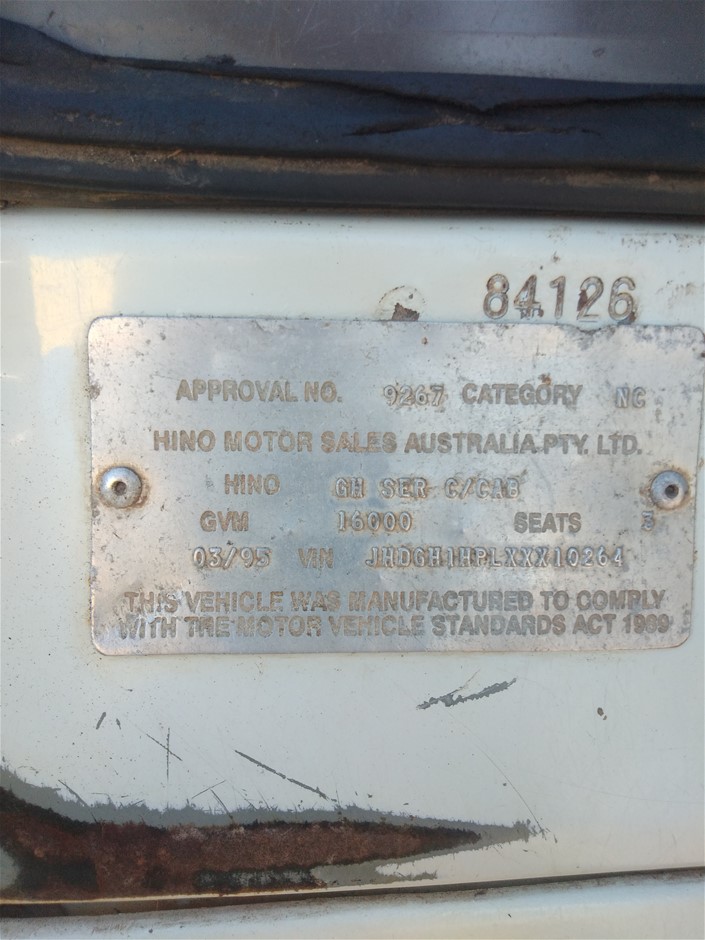 84126
APPROVAL NO. 9267 CATEGORY NC
HINO MOTOR SALES AUSTRALIA PTY. LTD.
HINO GH SER C/CAB
GVM 16000 SEATS 3
03/95 VIN JHDGH1HPLXXX10264
THIS VEHICLE WAS MANUFACTURED TO COMPLY
WITH THE MOTOR VEHICLE STANDARDS ACT 1989